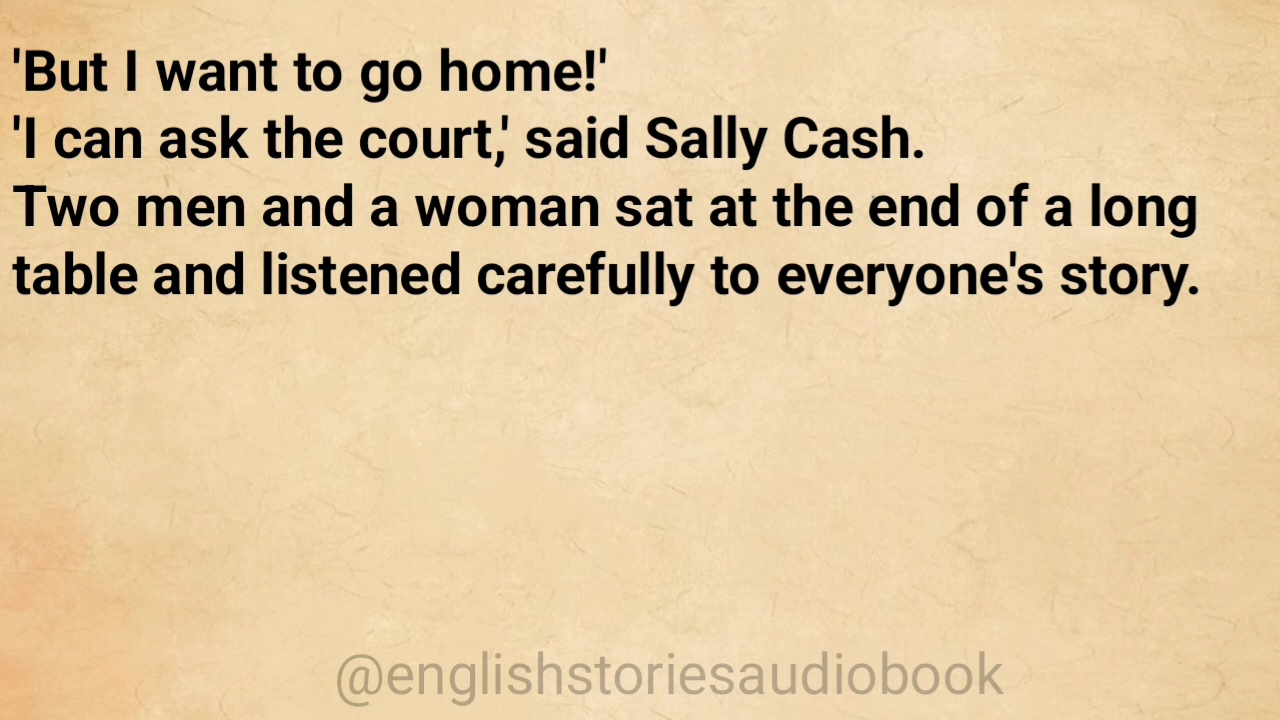 'But I want to go home!'
'I can ask the court,' said Sally Cash.
Two men and a woman sat at the end of a long
table and listened carefully to everyone's story.
@englishstoriesaudiobook